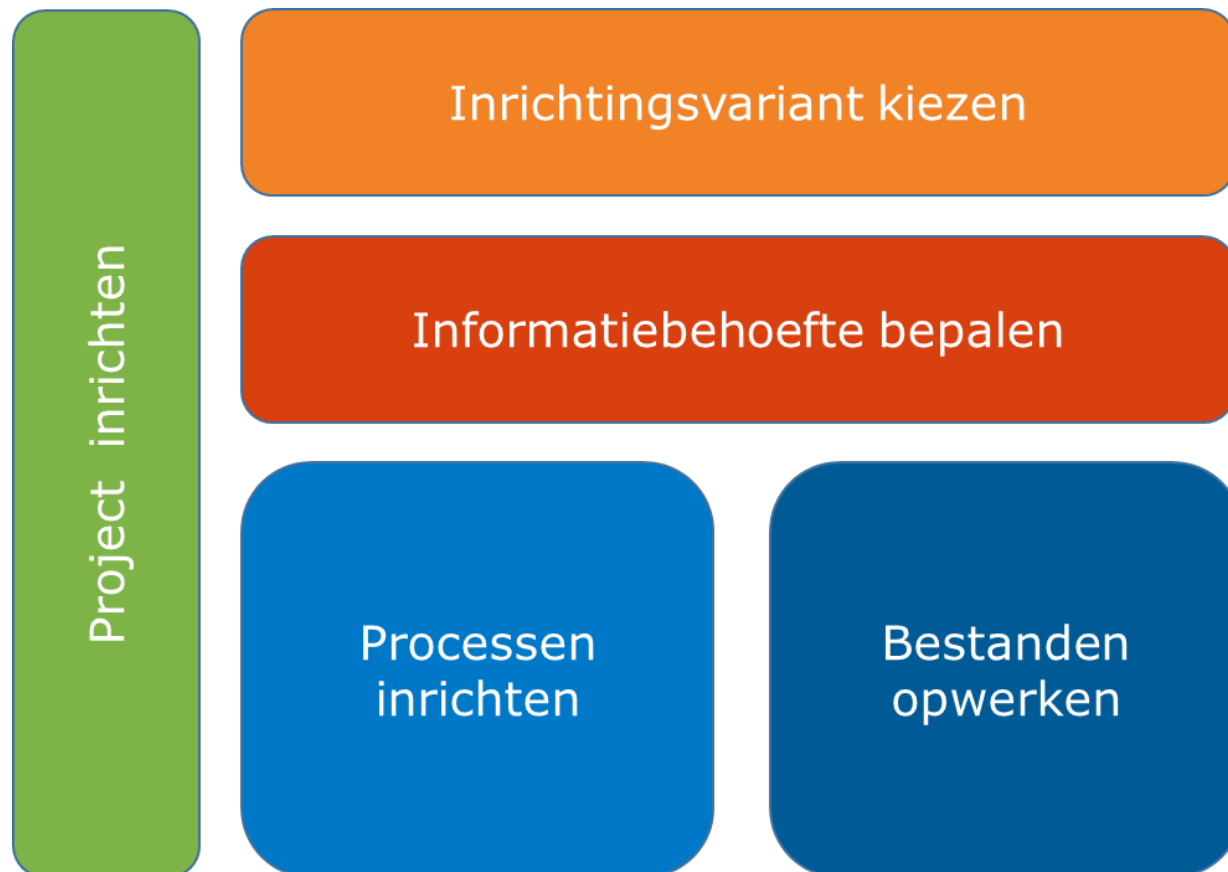 Project inrichten
Inrichtingsvariant kiezen
Informatiebehoefte bepalen
Processen
inrichten
Bestanden
opwerken